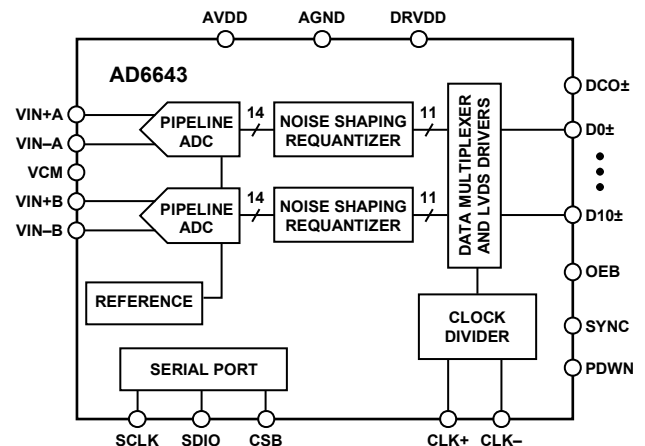 AVDD AGND DRVDD
AD6643
DCO±
VIN+A
PIPELINE
ADC
14
NOISE SHAPING
REQUANTIZER
11
DATA MULTIPLEXER
AND LVDS DRIVERS
D0±
VIN–A
VCM
VIN+B
PIPELINE
ADC
14
NOISE SHAPING
REQUANTIZER
11
D10±
VIN–B
OEB
REFERENCE
CLOCK
DIVIDER
SYNC
SERIAL PORT
PDWN
SCLK SDIO CSB CLK+ CLK–